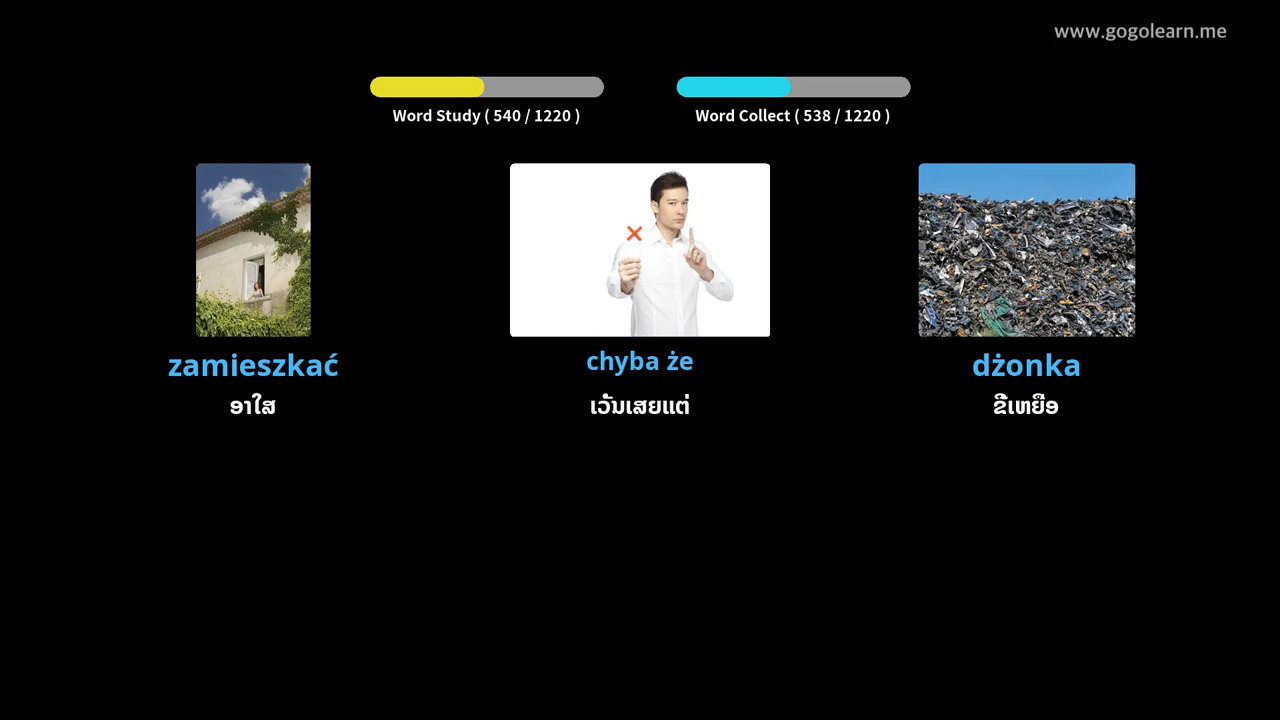 www.gogolearn.me
Word Study ( 540 / 1220 )
Word Collect ( 538 / 1220 )
zamieszkać
chyba że
dżonka
ອາໃສ
ເວັ້ນເສຍແຕ່
ຂີ້ເຫຍື້ອ